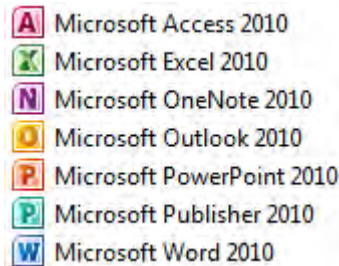 A Microsoft Access 2010
X Microsoft Excel 2010
N Microsoft OneNote 2010
O Microsoft Outlook 2010
P Microsoft PowerPoint 2010
P Microsoft Publisher 2010
W Microsoft Word 2010